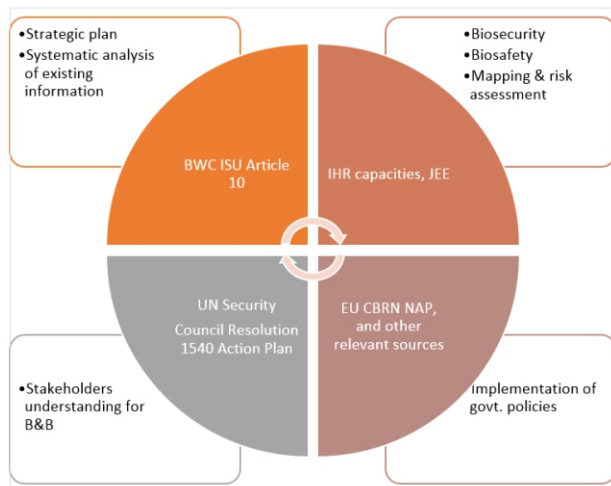 •Strategic plan
•Systematic analysis
of existing
information
•Biosecurity
•Biosafety
•Mapping & risk
assessment
BWC ISU Article
10
IHR capacities, JEE
UN Security
Council Resolution
1540 Action Plan
EU CBRN NAP,
and other
relevant sources
•Stakeholders
understanding for
B&B
Implementation of
govt. policies